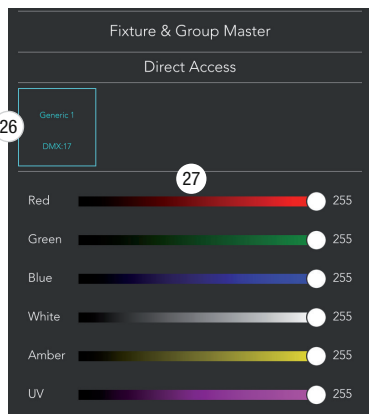 Fixture & Group Master
Direct Access
26
Generic 1
DMX:17
27
Red 255
Green 255
Blue 255
White 255
Amber 255
UV 255